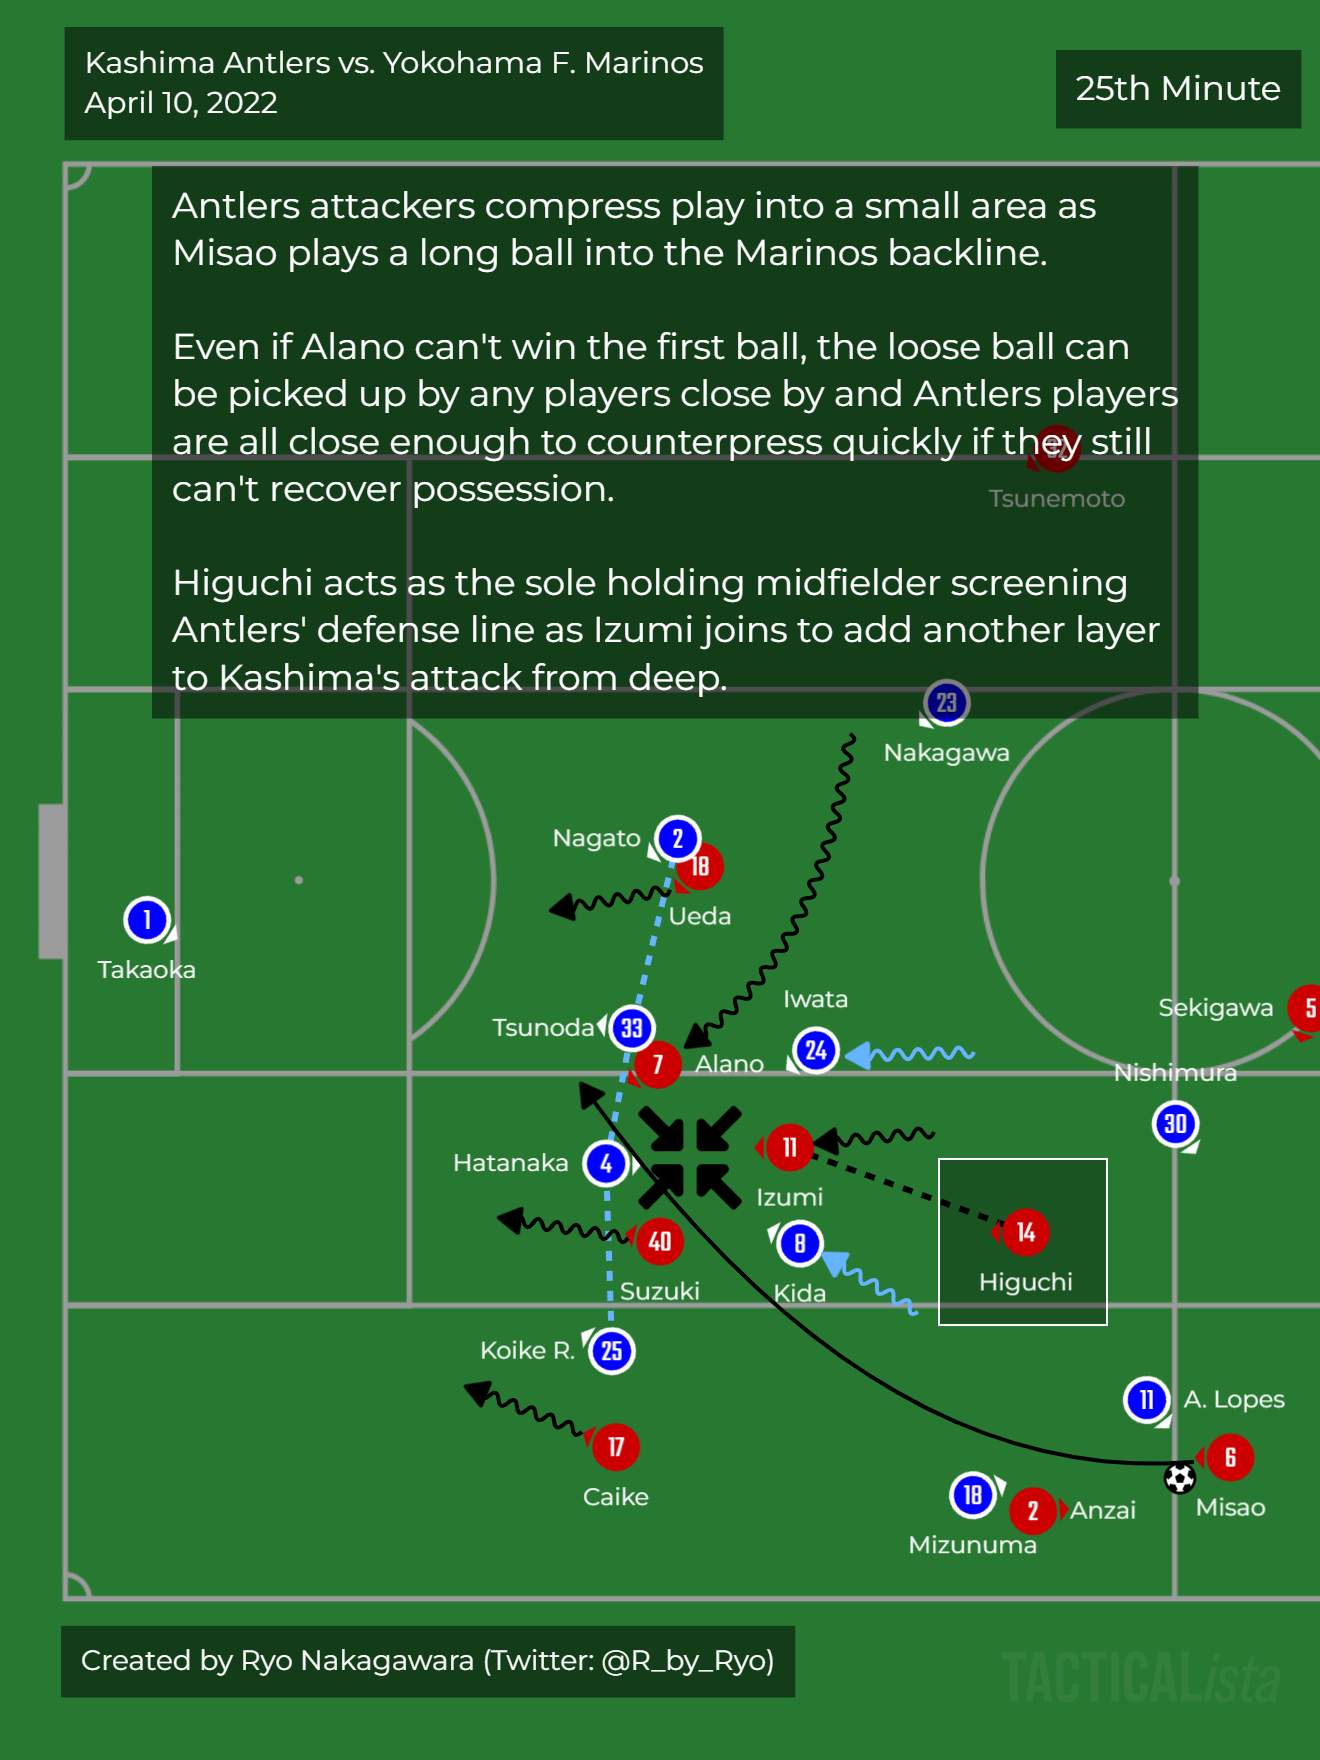 Kashima Antlers vs. Yokohama F. Marinos
April 10, 2022
25th Minute
Antlers attackers compress play into a small area as
Misao plays a long ball into the Marinos backline.
Even if Alano can't win the first ball, the loose ball can
be picked up by any players close by and Antlers players
are all close enough to counterpress quickly if they still
can't recover possession.
Higuchi acts as the sole holding midfielder screening
Antlers' defense line as Izumi joins to add another layer
to Kashima's attack from deep.
Tsunemoto
23
Nakagawa
Nagato
2
18
Ueda
1
Takaoka
Iwata
Tsunoda
33
24
7
Alano
Sekigawa
5
Nishimura
30
Hatanaka
4
11
Izumi
14
Higuchi
40
Suzuki
8
Kida
Koike R.
25
11
A. Lopes
17
Caike
6
Misao
18
Mizunuma
2
Anzai
Created by Ryo Nakagawara (Twitter: @R_by_Ryo)
TACTICALista